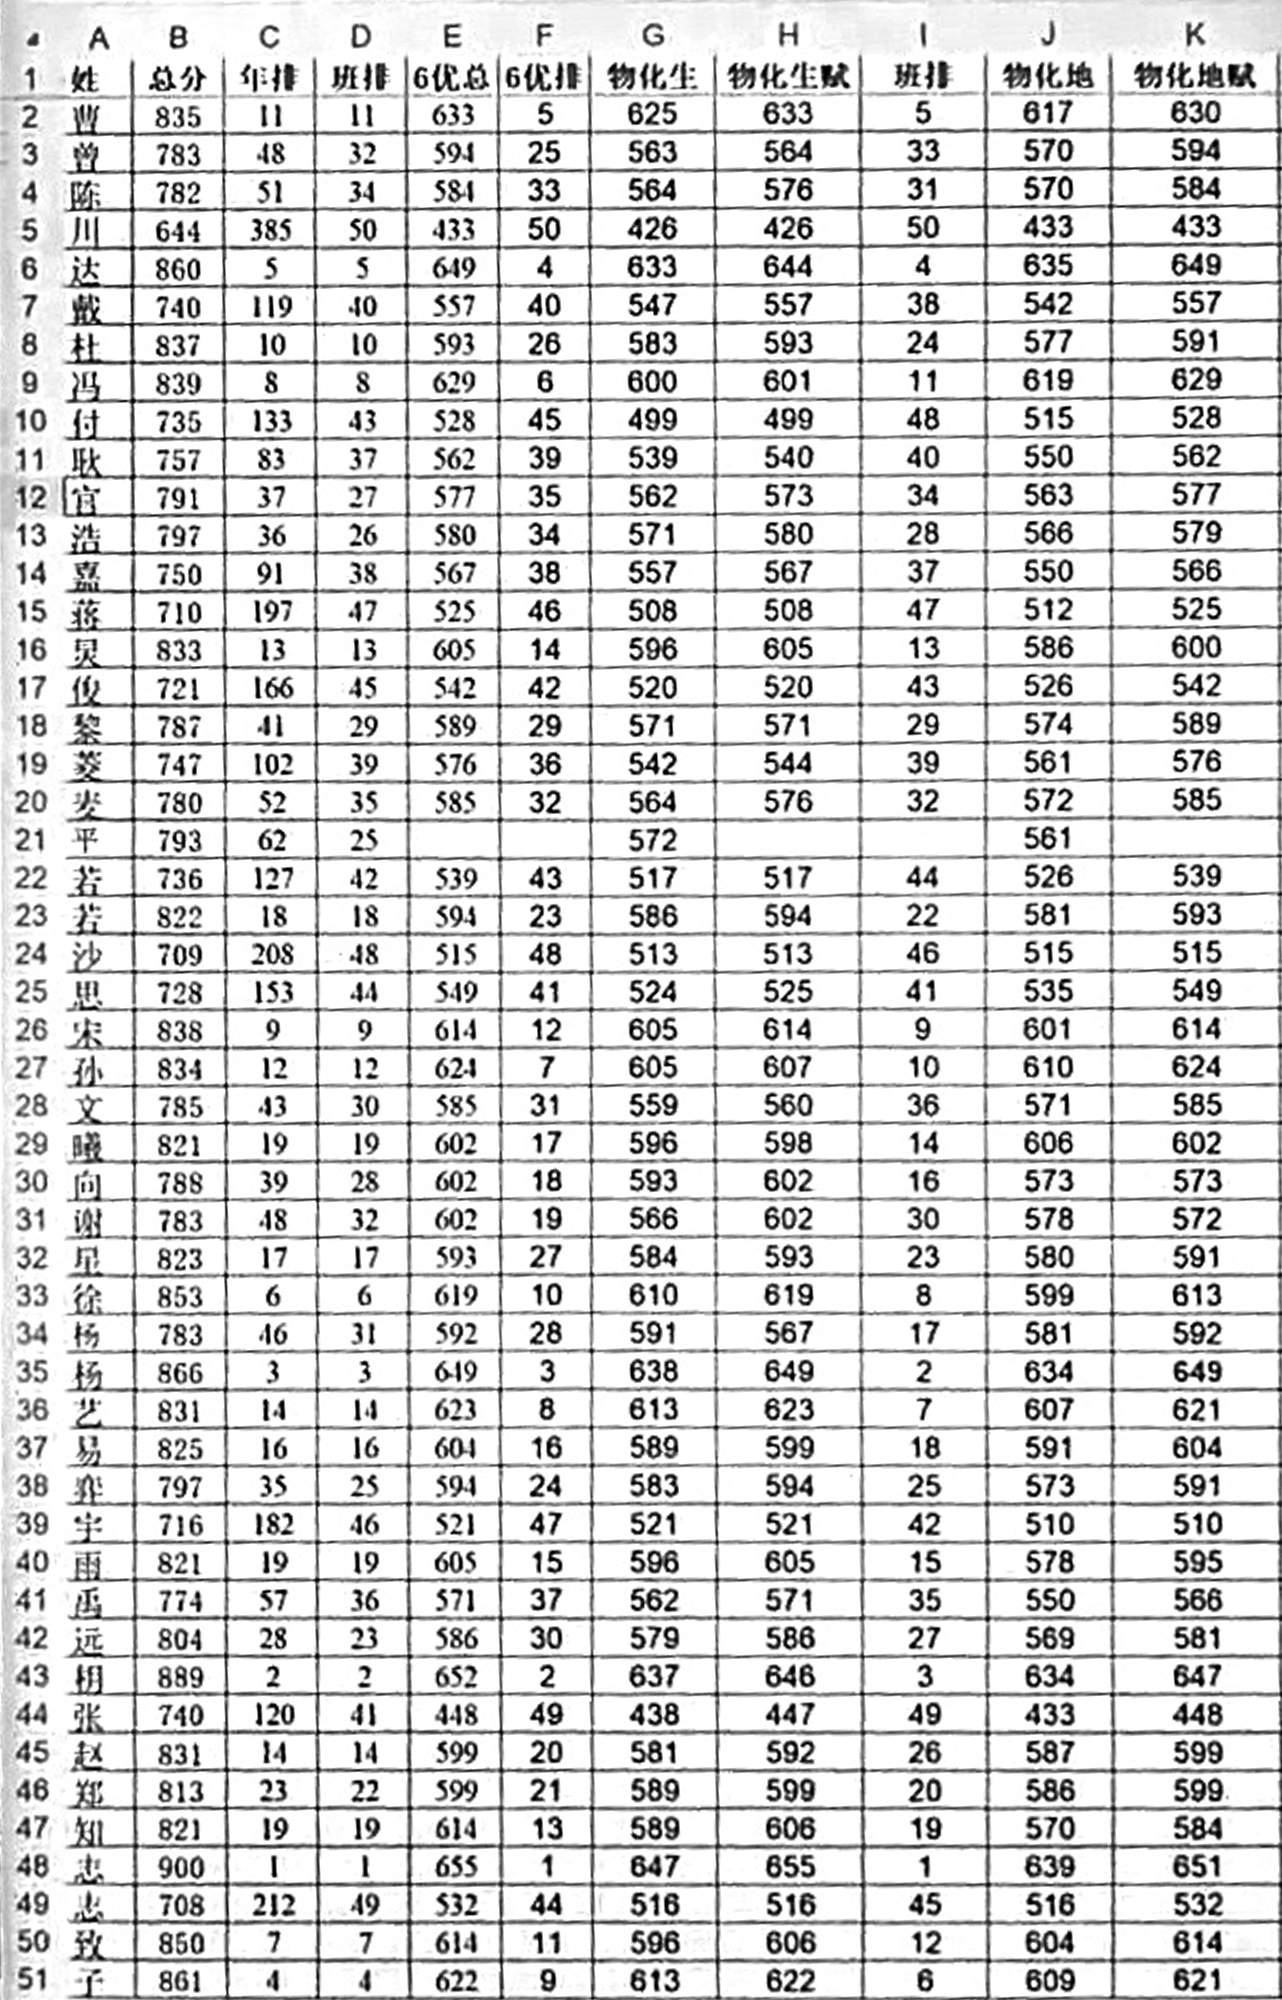 A B C D E F G H I J K
1 姓 总分 年排 班排 6优总 6优排 物化生 物化生赋 班排 物化地 物化地赋
2 曹 835 11 11 633 5 625 633 5 617 630
3 曾 783 48 32 594 25 563 564 33 570 594
4 陈 782 51 34 584 33 564 576 31 570 584
5 川 644 385 50 433 50 426 426 50 433 433
6 达 860 5 5 649 4 633 644 4 635 649
7 戴 740 119 40 557 40 547 557 38 542 557
8 杜 837 10 10 593 26 583 593 24 577 591
9 冯 839 8 8 629 6 600 601 11 619 629
10 付 735 133 43 528 45 499 499 48 515 528
11 耿 757 83 37 562 39 539 540 40 550 562
12 官 791 37 27 577 35 562 573 34 563 577
13 浩 797 36 26 580 34 571 580 28 566 579
14 嘉 750 91 38 567 38 557 567 37 550 566
15 蒋 710 197 47 525 46 508 508 47 512 525
16 炅 833 13 13 605 14 596 605 13 586 600
17 俊 721 166 45 542 42 520 520 43 526 542
18 黎 787 41 29 589 29 571 571 29 574 589
19 菱 747 102 39 576 36 542 544 39 561 576
20 麦 780 52 35 585 32 564 576 32 572 585
21 平 793 62 25 572 561
22 若 736 127 42 539 43 517 517 44 526 539
23 若 822 18 18 594 23 586 594 22 581 593
24 沙 709 208 48 515 48 513 513 46 515 515
25 思 728 153 44 549 41 524 525 41 535 549
26 宋 838 9 9 614 12 605 614 9 601 614
27 孙 834 12 12 624 7 605 607 10 610 624
28 文 785 43 30 585 31 559 560 36 571 585
29 曦 821 19 19 602 17 596 598 14 606 602
30 向 788 39 28 602 18 593 602 16 573 573
31 谢 783 48 32 602 19 566 602 30 578 572
32 星 823 17 17 593 27 584 593 23 580 591
33 徐 853 6 6 619 10 610 619 8 599 613
34 杨 783 46 31 592 28 591 567 17 581 592
35 杨 866 3 3 649 3 638 649 2 634 649
36 艺 831 14 14 623 8 613 623 7 607 621
37 易 825 16 16 604 16 589 599 18 591 604
38 797 35 25 594 24 583 594 25 573 591
39 宇 716 182 46 521 47 521 521 42 510 510
40 雨 821 19 19 605 15 596 605 15 578 595
41 禹 774 57 36 571 37 562 571 35 550 566
42 远 804 28 23 586 30 579 586 27 569 581
43 889 2 2 652 2 637 646 3 634 647
44 张 740 120 41 448 49 438 447 49 433 448
45 赵 831 14 14 599 20 581 592 26 587 599
46 郑 813 23 22 599 21 589 599 20 586 599
47 知 821 19 19 614 13 589 606 19 570 584
48 忠 900 1 1 655 1 647 655 1 639 651
49 志 708 212 49 532 44 516 516 45 516 532
50 致 850 7 7 614 11 596 606 12 604 614
51 子 861 4 4 622 9 613 622 6 609 621